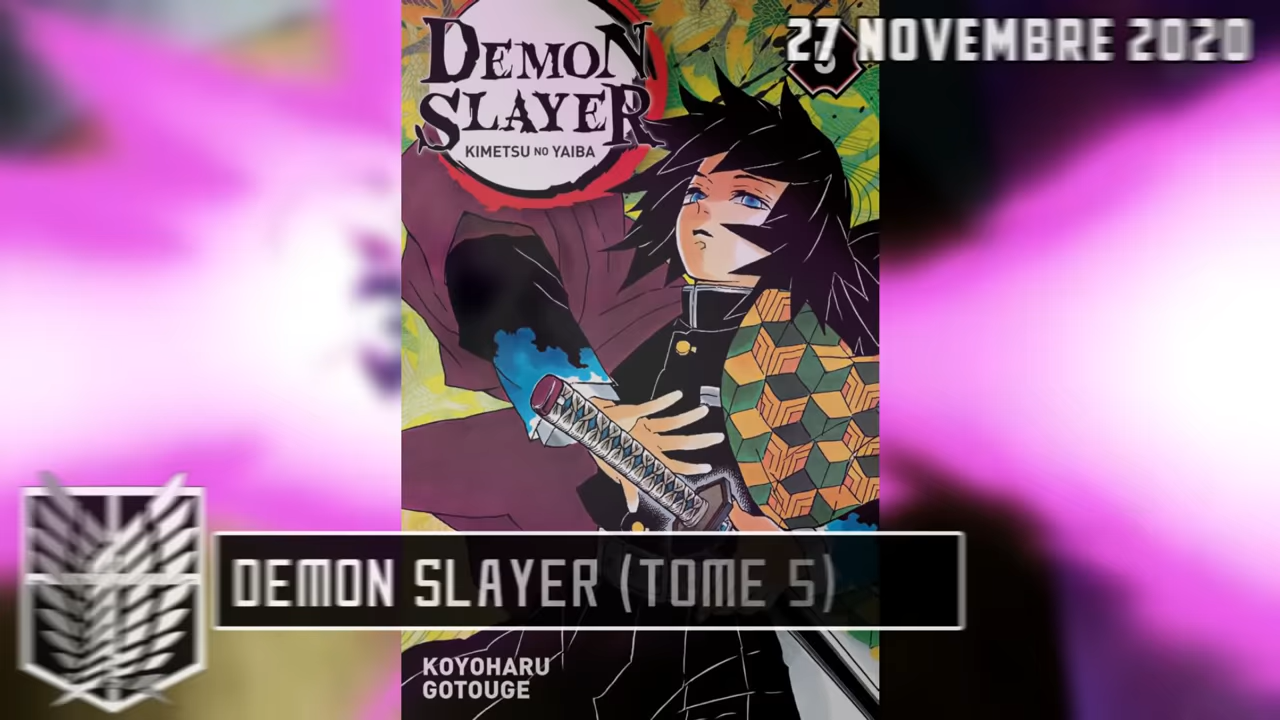 27 NOVEMBRE 2020
DEMON
SLAYER
KIMETSU NO YAIBA
DEMON SLAYER (TOME 5)
KOYOHARU
GOTOUGE